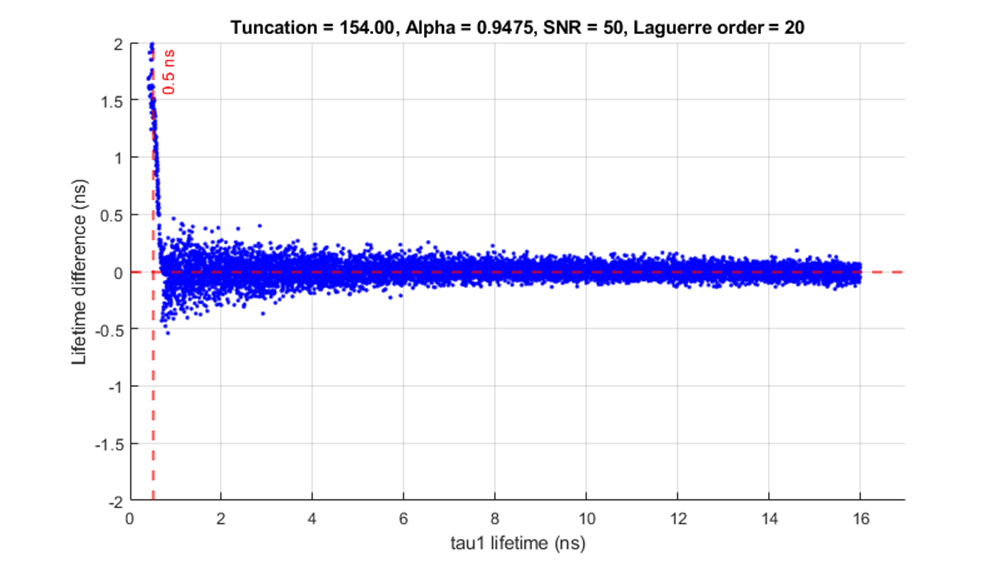 Tuncation = 154.00, Alpha = 0.9475, SNR = 50, Laguerre order = 20
2
1.5
1
0.5
0
-0.5
-1
-1.5
-2
Lifetime difference (ns)
0.5 ns
0 2 4 6 8 10 12 14 16
tau1 lifetime (ns)